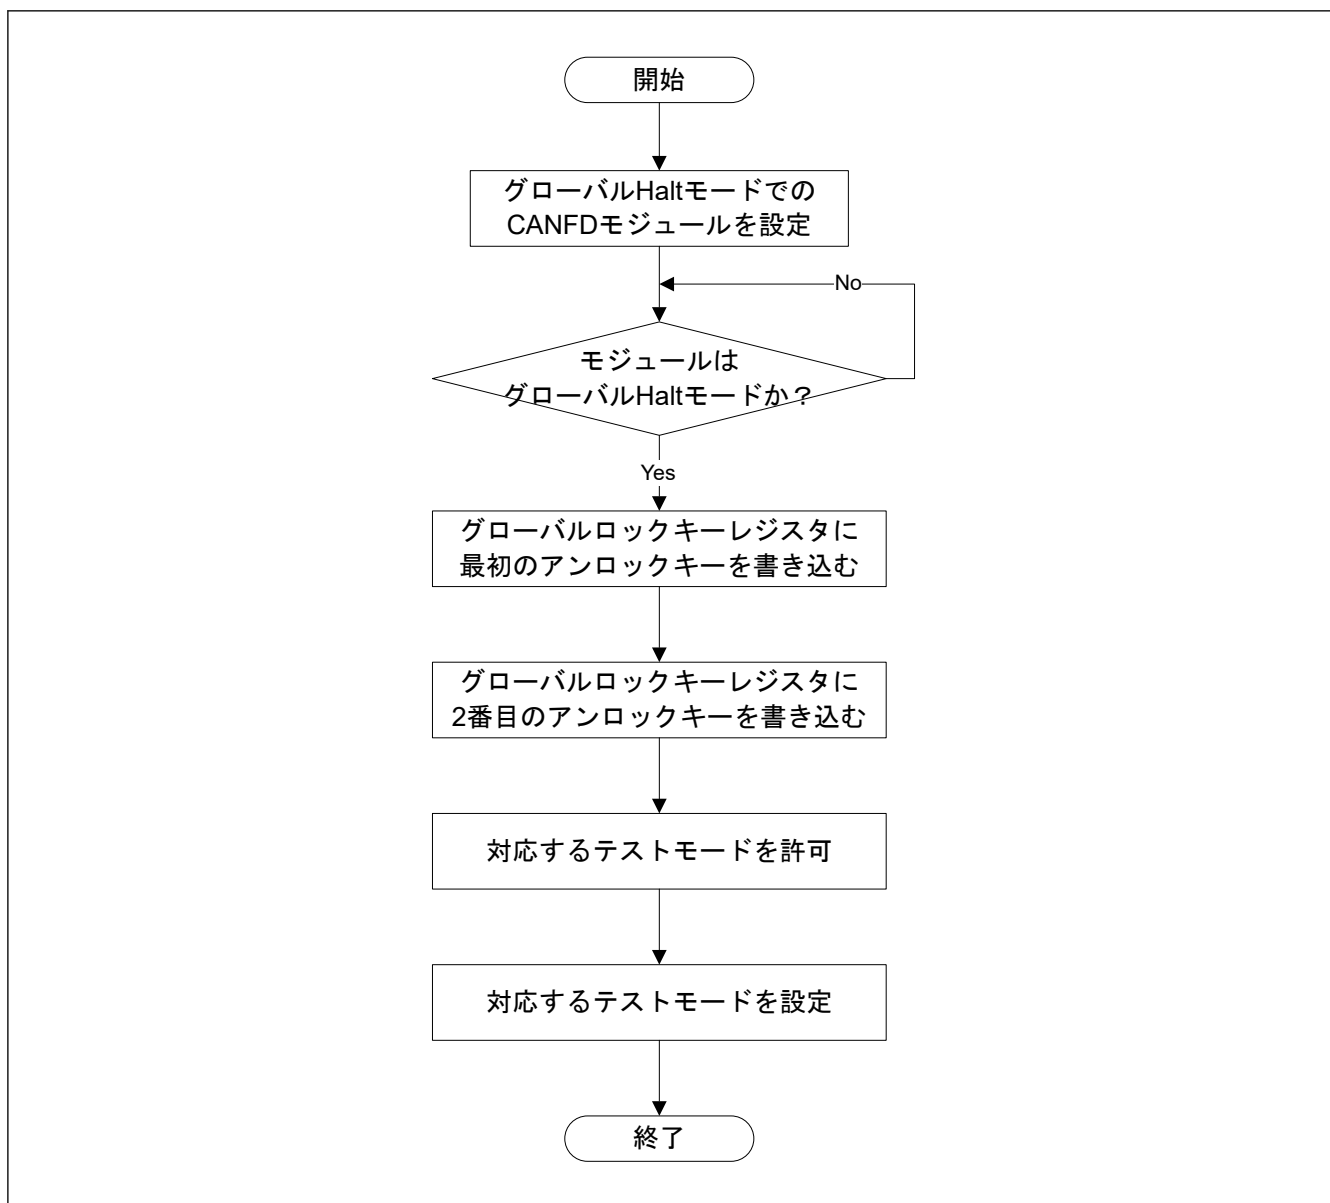 開始
グローバルHaltモードでの
CANFDモジュールを設定
No
モジュールは
グローバルHaltモードか？
Yes
グローバルロックキーレジスタに
最初のアンロックキーを書き込む
グローバルロックキーレジスタに
2番目のアンロックキーを書き込む
対応するテストモードを許可
対応するテストモードを設定
終了